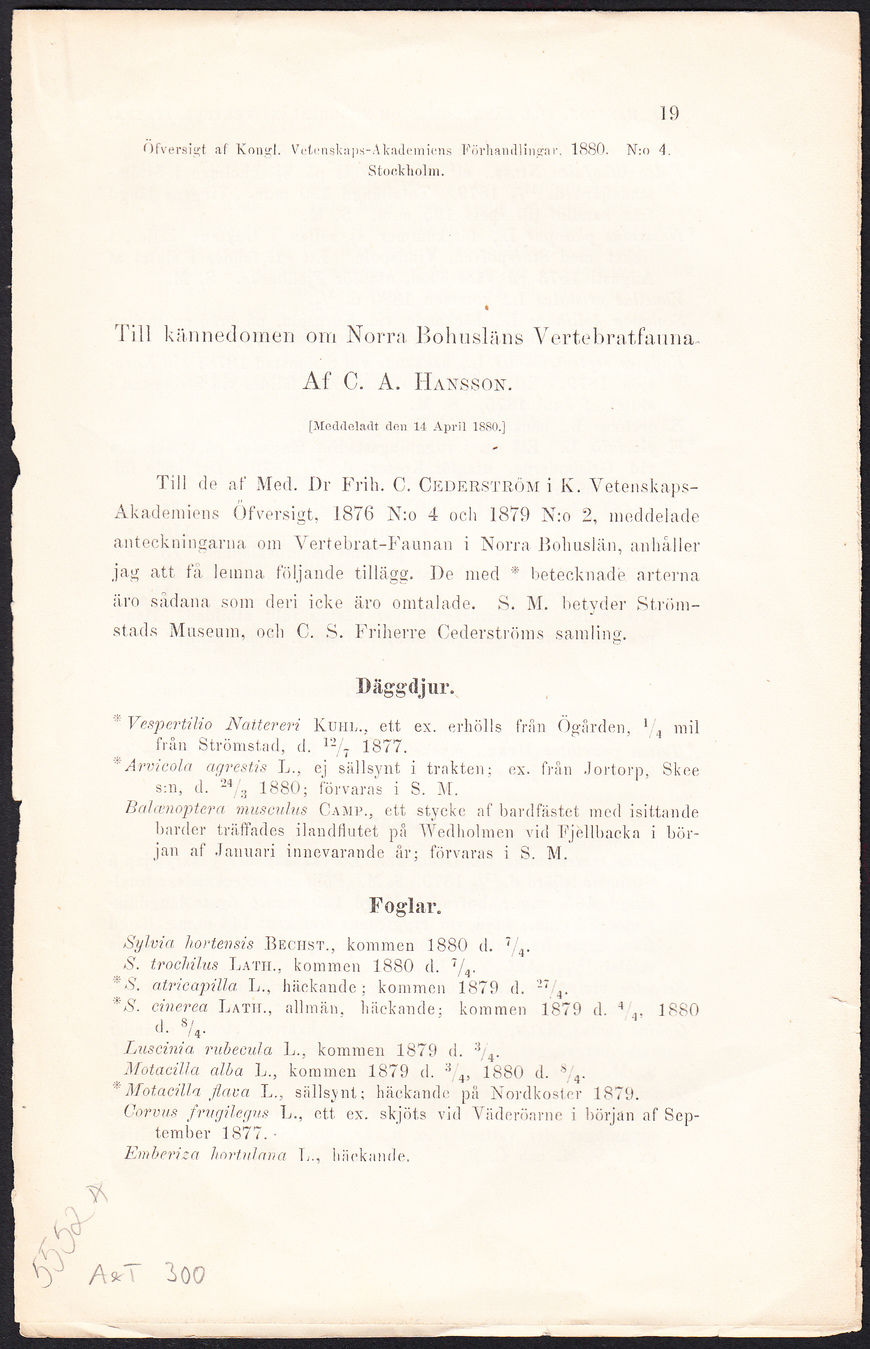 19
Öfversigt af Kongl. Vetenskaps-Akademiens Förhandlingar. 1880. N:o 4.
Stockholm.
Till kännedomen om Norra Bohusläns Vertebratfauna.
Af C. A. HANSSON.
[Meddeladt den 14 April 1880.]
Till de af Med. Dr Frih. C. CEDERSTRÖM i K. Vetenskaps-
Akademiens Öfversigt, 1876 N:o 4 och 1879 N:o 2, meddelade
anteckningarna om Vertebrat-Faunan i Norra Bohuslän, anhåller
jag att få lemna följande tillägg. De med * betecknade arterna
äro sådana som deri icke äro omtalade. S. M. betyder Ström-
stads Museum, och C. S. Friherre Cederströms samling.
Däggdjur.
* Vespertilio Nattereri KUHL., ett ex. erhölls från Ögården, 1/4 mil
från Strömstad, d. 12/7 1877.
* Arvicola agrestis L., ej sällsynt i trakten; ex. från Jortorp, Skee
s:n, d. 24/3 1880; förvaras i S. M.
Balænoptera musculus CAMP., ett stycke af bardfästet med isittande
barder träffades ilandflutet på Wedholmen vid Fjellbacka i bör-
jan af Januari innevarande år; förvaras i S. M.
Foglar.
Sylvia hortensis BECHST., kommen 1880 d. 7/4.
S. trochilus LATH., kommen 1880 d. 7/4.
* S. atricapilla L., häckande; kommen 1879 d. 27/4.
* S. cinerea LATH., allmän, häckande; kommen 1879 d. 4/4, 1880
d. 8/4.
Luscinia rubecula L., kommen 1879 d. 3/4.
Motacilla alba L., kommen 1879 d. 3/4, 1880 d. 8/4.
* Motacilla flava L., sällsynt; häckande på Nordkoster 1879.
Corvus frugilegus L., ett ex. skjöts vid Väderöarne i början af Sep-
tember 1877.
Emberiza hortulana L., häckande.
5552 A
A&T 300